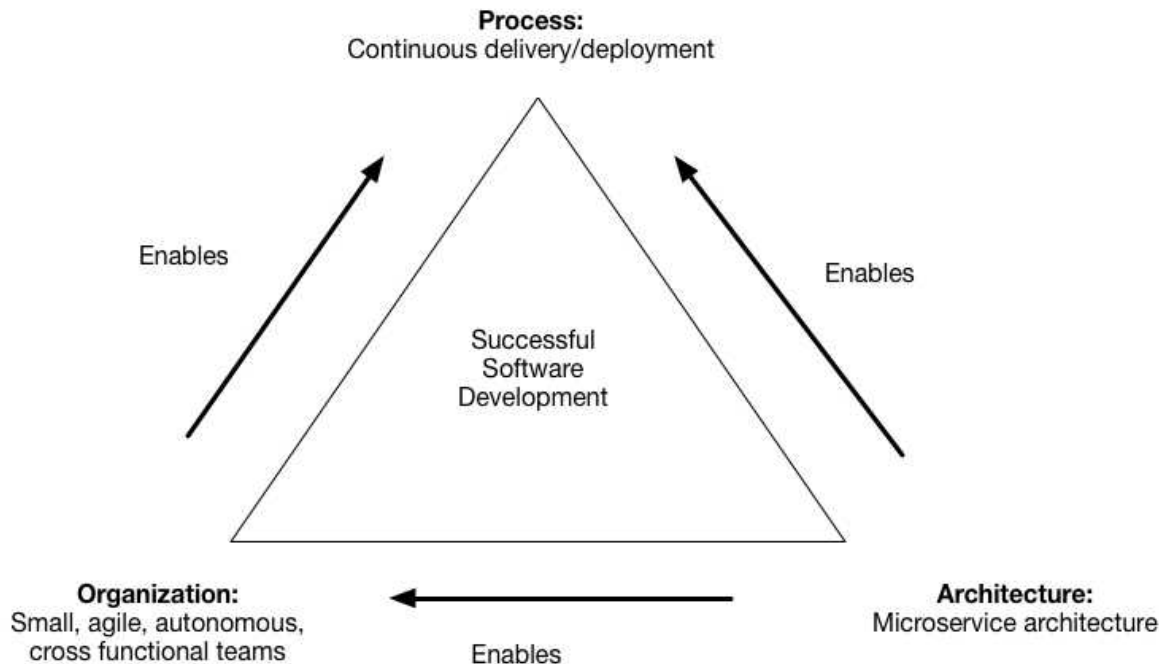 Process:
Continuous delivery/deployment
Enables
Enables
Successful
Software
Development
Organization:
Small, agile, autonomous,
cross functional teams
Enables
Architecture:
Microservice architecture